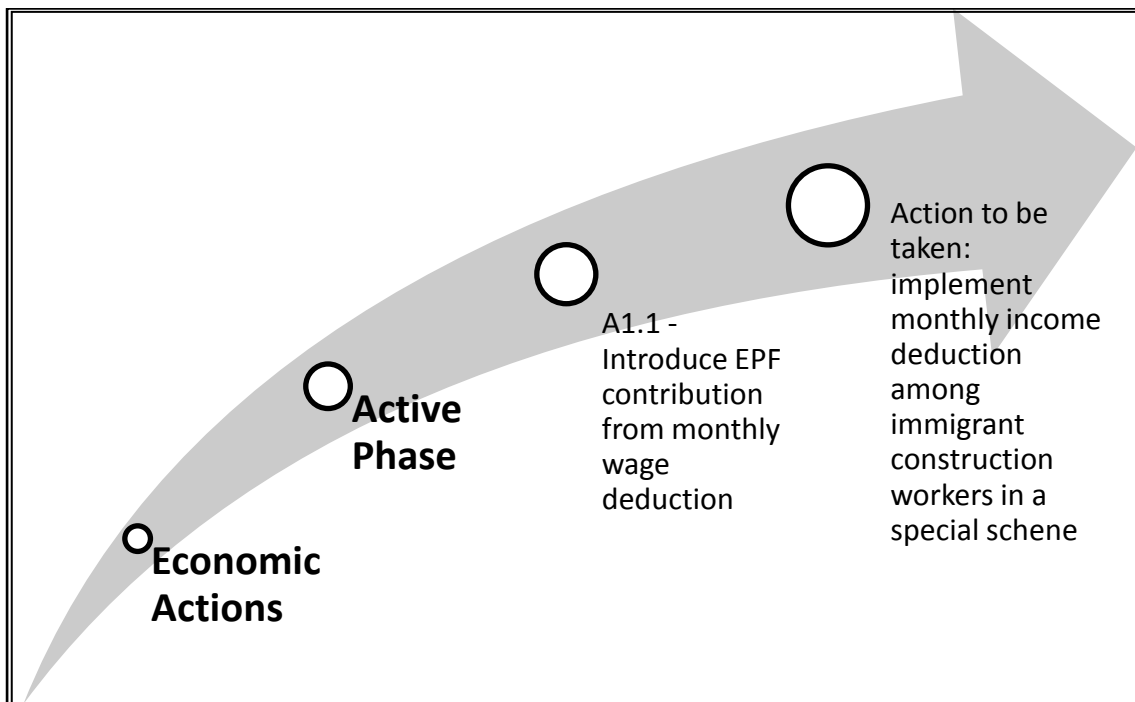 Economic
Actions
Active
Phase
A1.1 -
Introduce EPF
contribution
from monthly
wage
deduction
Action to be
taken:
implement
monthly income
deduction
among
immigrant
construction
workers in a
special schene